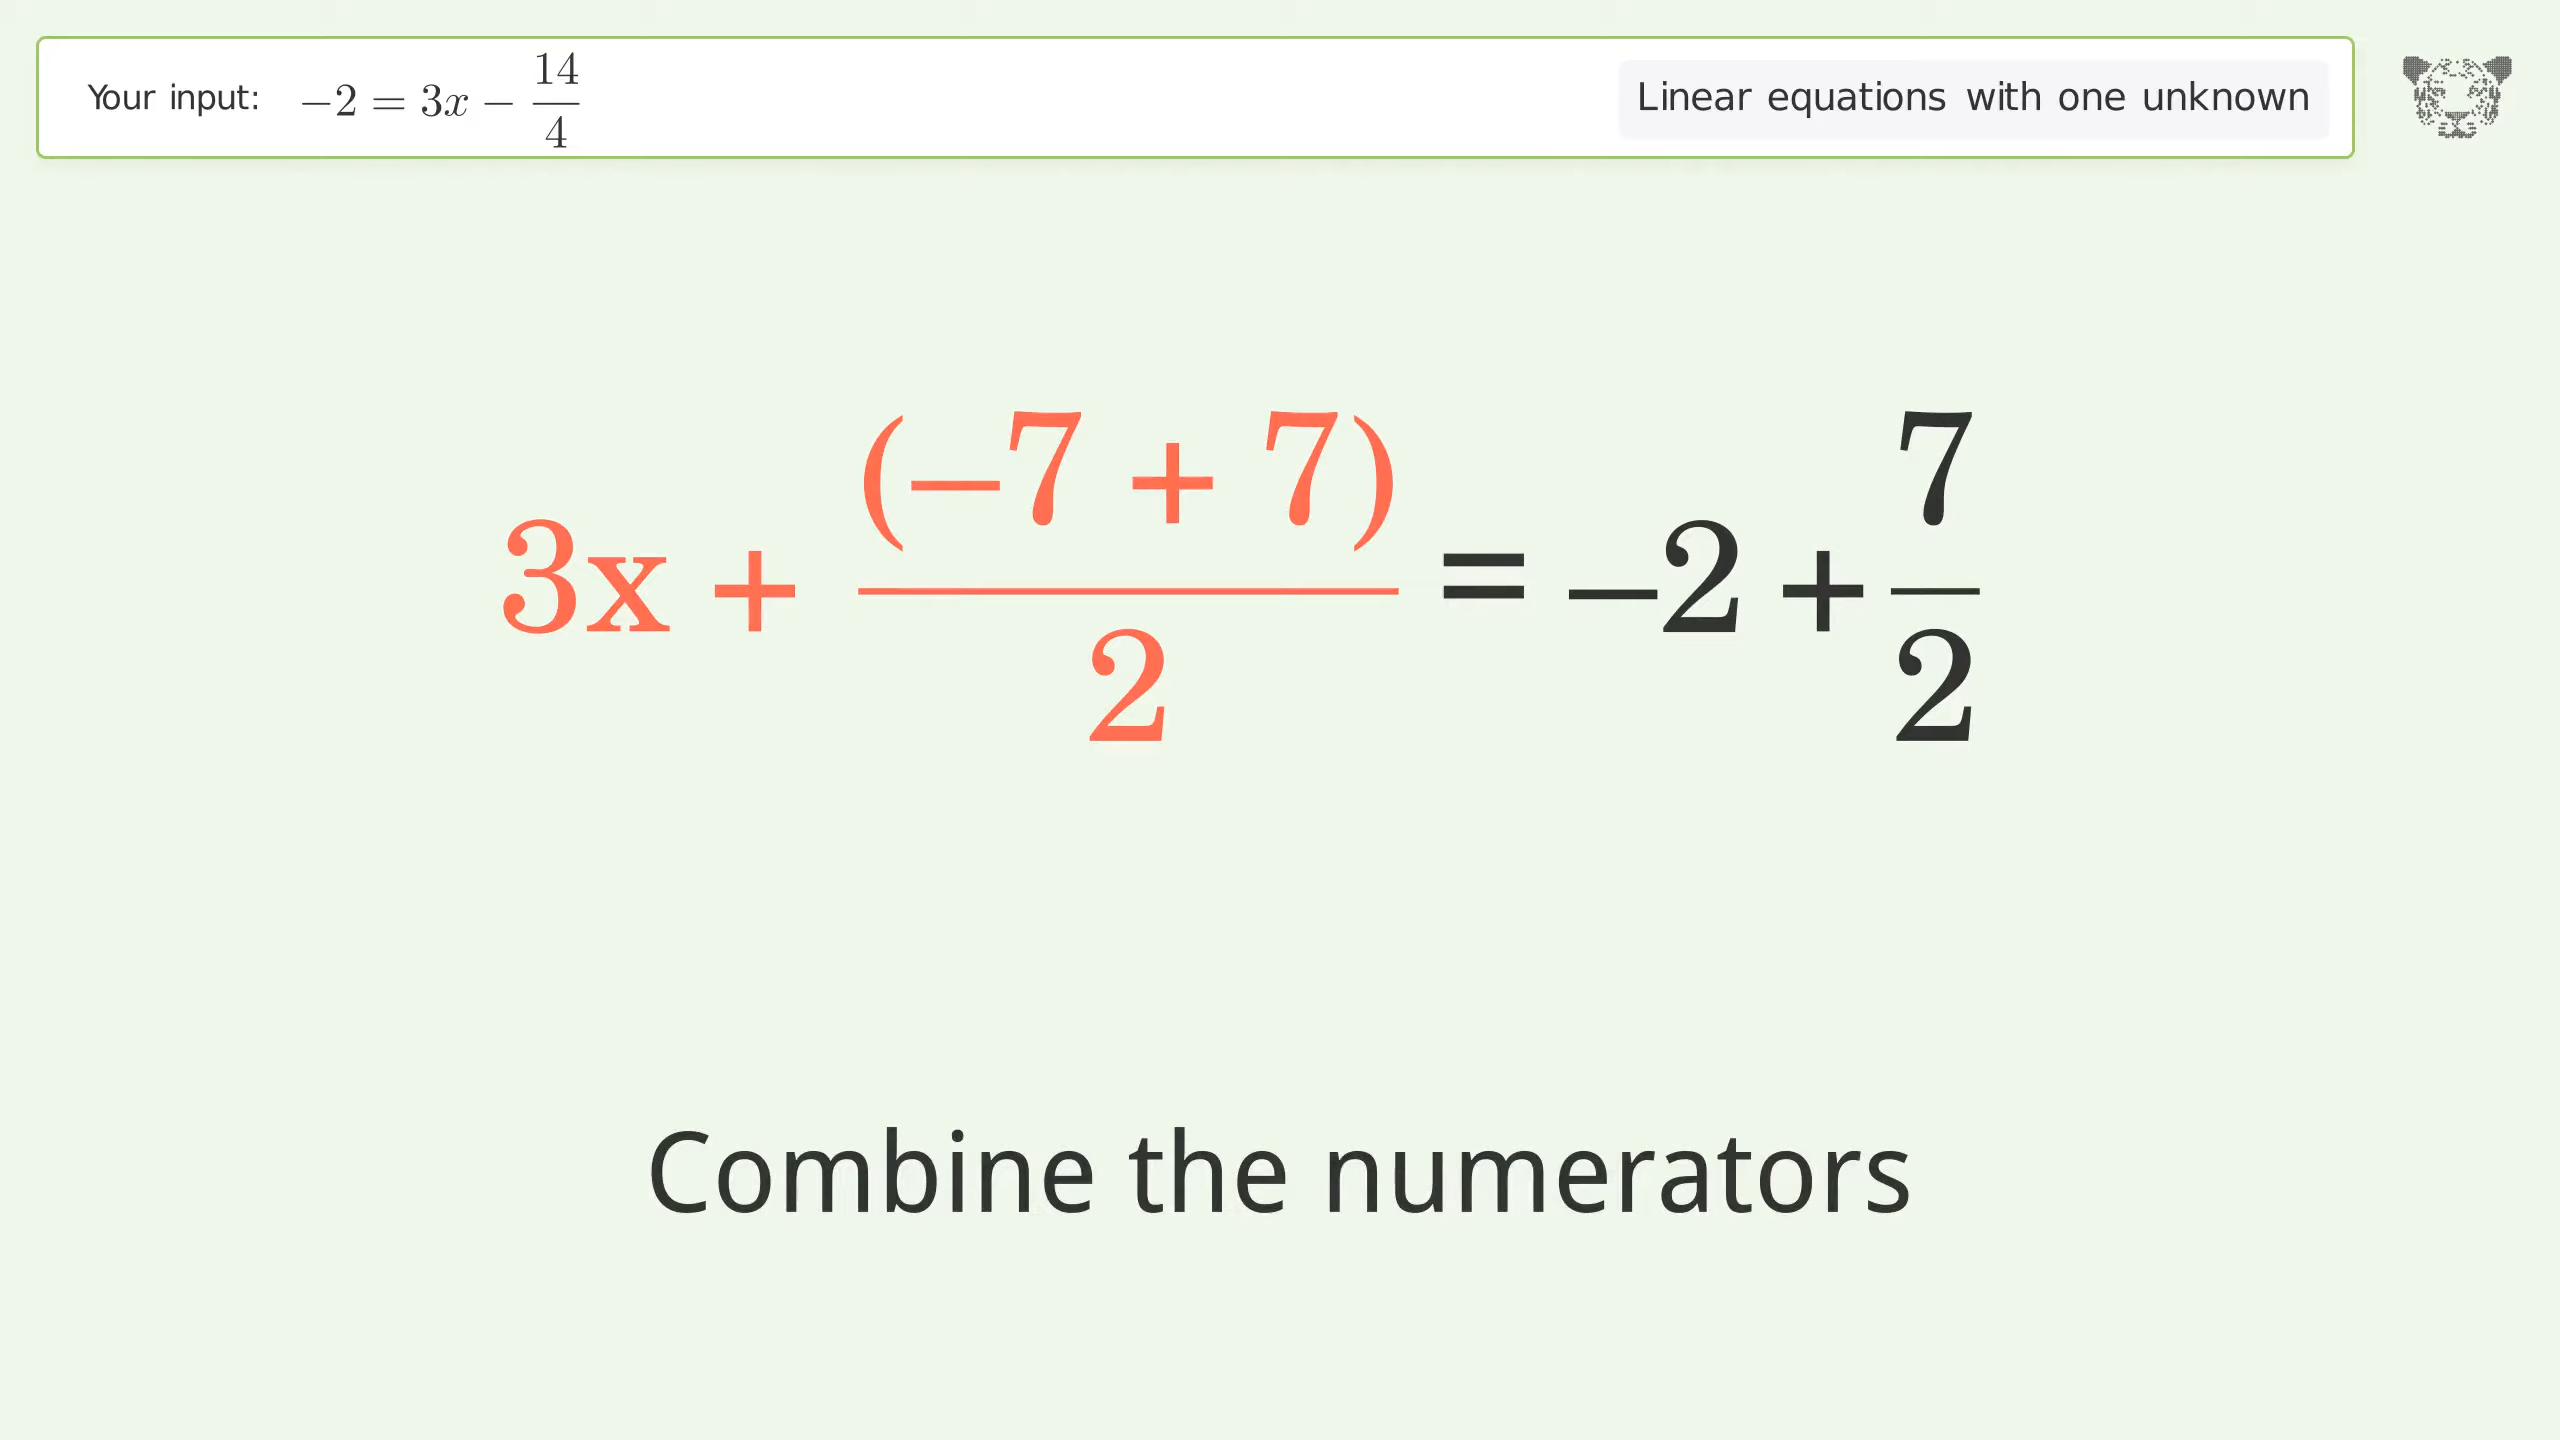 Your input: −2 = 3x − 14/4
Linear equations with one unknown
3x + (−7 + 7)/2 = −2 + 7/2
Combine the numerators